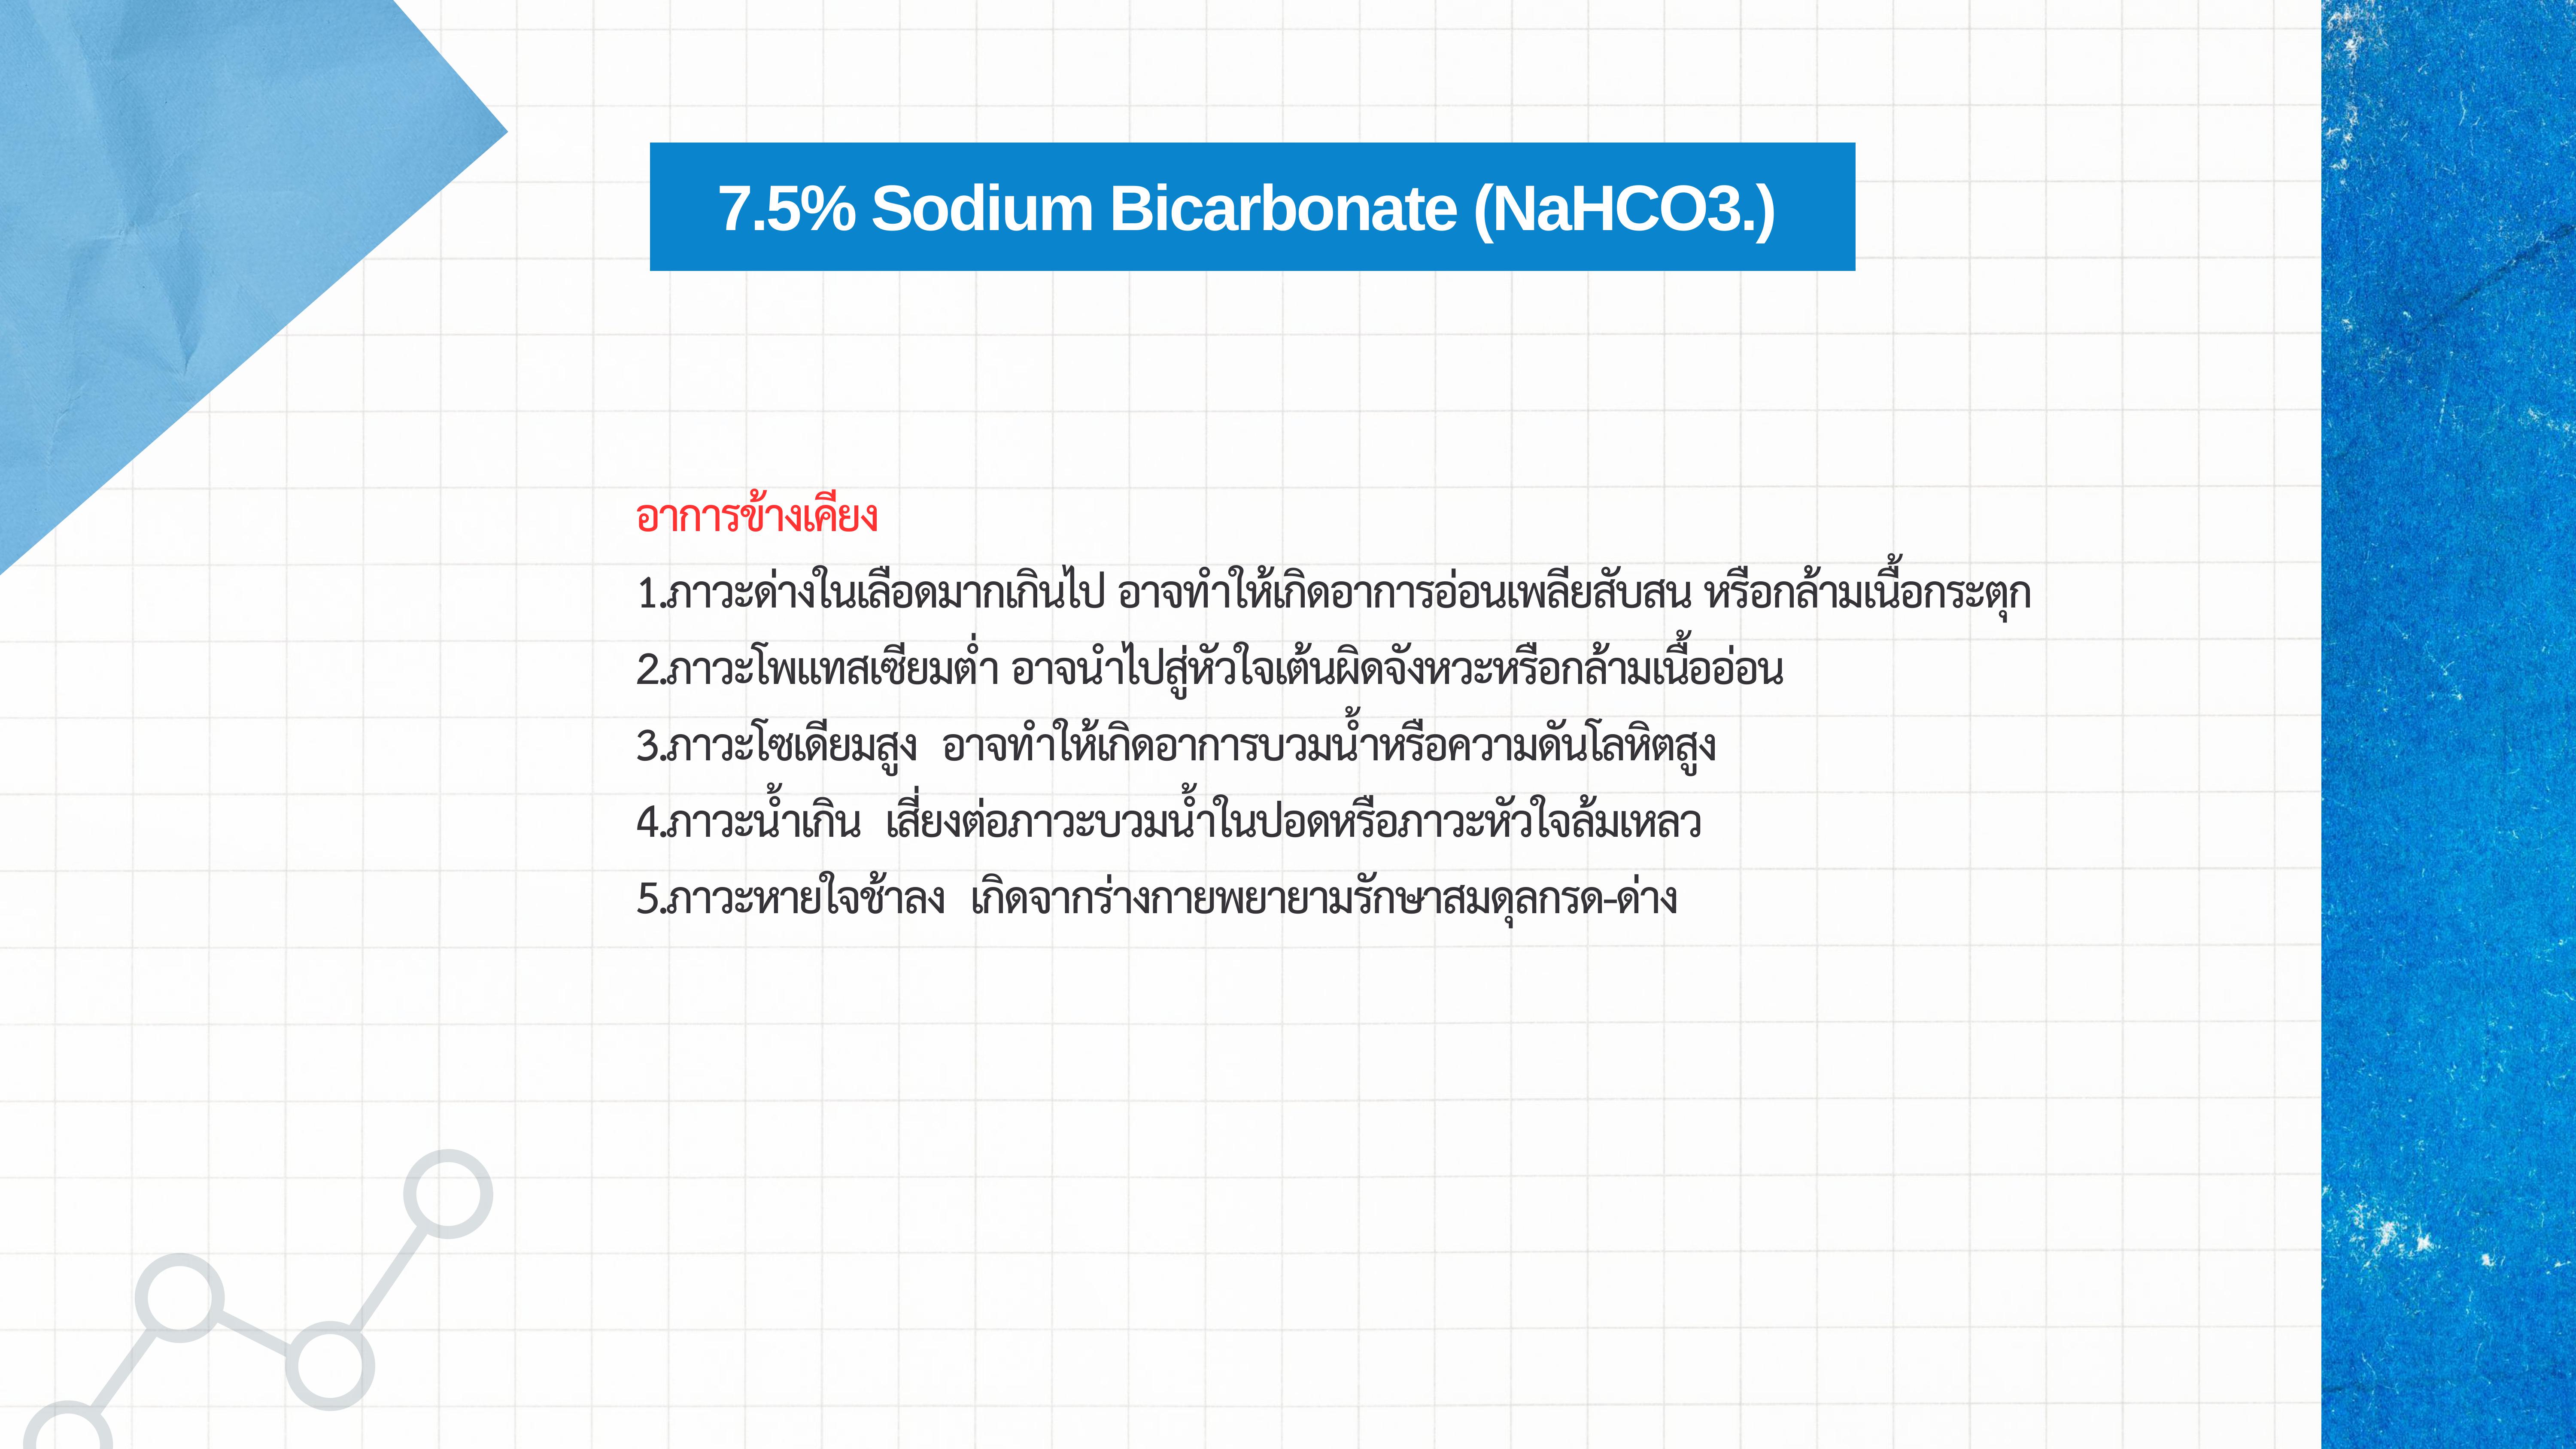 7.5% Sodium Bicarbonate (NaHCO3.)
อาการข้างเคียง
1.ภาวะด่างในเลือดมากเกินไป อาจทำให้เกิดอาการอ่อนเพลียสับสน หรือกล้ามเนื้อกระตุก
2.ภาวะโพแทสเซียมต่ำ อาจนำไปสู่หัวใจเต้นผิดจังหวะหรือกล้ามเนื้ออ่อน
3.ภาวะโซเดียมสูง  อาจทำให้เกิดอาการบวมน้ำหรือความดันโลหิตสูง
4.ภาวะน้ำเกิน  เสี่ยงต่อภาวะบวมน้ำในปอดหรือภาวะหัวใจล้มเหลว
5.ภาวะหายใจช้าลง  เกิดจากร่างกายพยายามรักษาสมดุลกรด-ด่าง